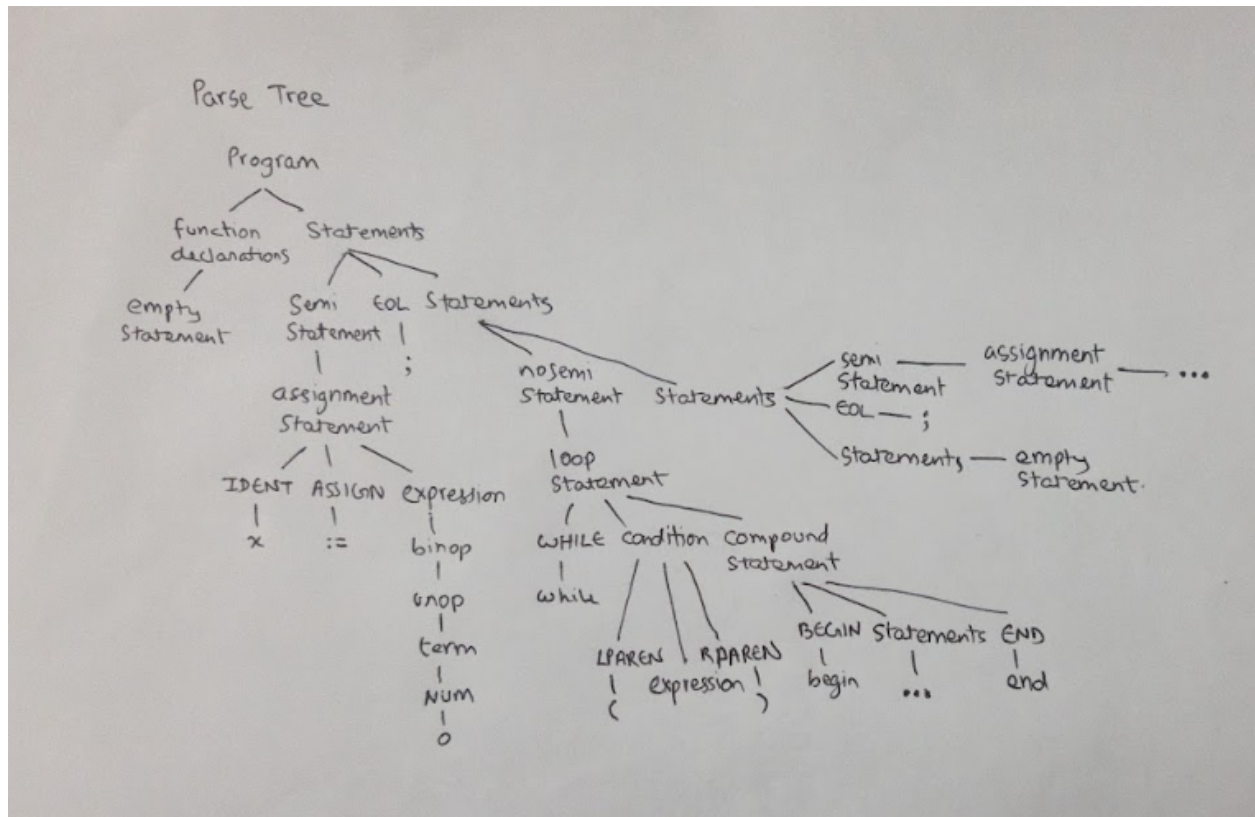 Parse Tree
Program
function Statements
declarations
empty Semi EOL Statements
Statement Statement ;
assignment
Statement
nosemi Statements
Statement
semi assignment ...
Statement Statement
EOL ;
Statements empty
Statement.
loop
Statement
IDENT ASSIGN expression
x := binop
unop
term
NUM
0
WHILE condition compound
Statement
while
LPAREN expression RPAREN
( )
BEGIN Statements END
begin ... end